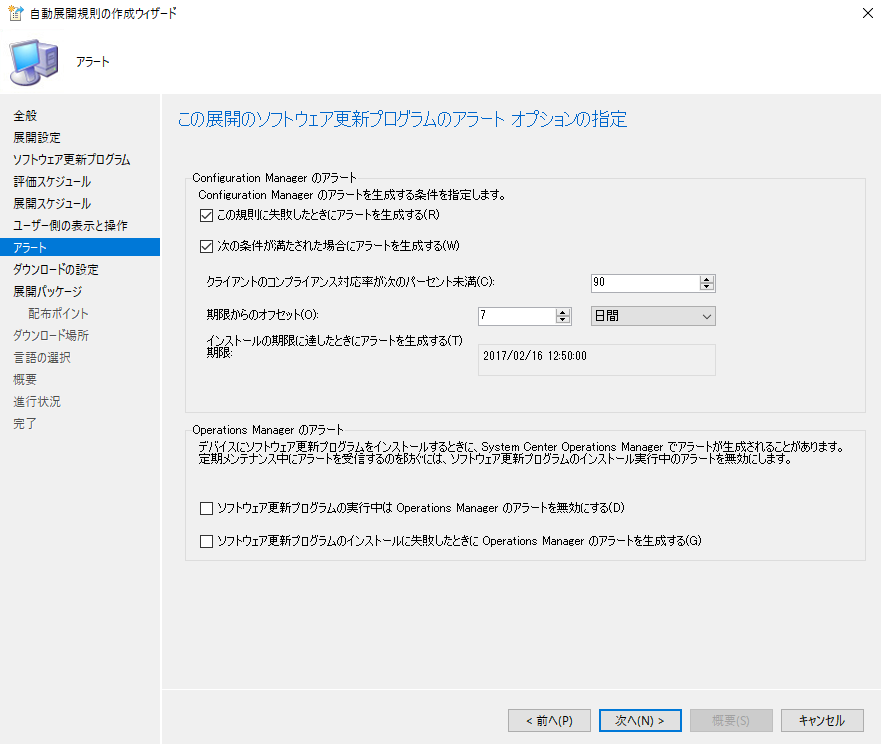 自動展開規則の作成ウィザード
アラート
全般
展開設定
ソフトウェア更新プログラム
評価スケジュール
展開スケジュール
ユーザー側の表示と操作
アラート
ダウンロードの設定
展開パッケージ
配布ポイント
ダウンロード場所
言語の選択
概要
進行状況
完了
この展開のソフトウェア更新プログラムのアラート オプションの指定
Configuration Manager のアラート
Configuration Manager のアラートを生成する条件を指定します。
この規則に失敗したときにアラートを生成する(R)
次の条件が満たされた場合にアラートを生成する(W)
クライアントのコンプライアンス対応率が次のパーセント未満(C): 90
期限からのオフセット(O): 7 日間
インストールの期限に達したときにアラートを生成する(T)
期限: 2017/02/16 12:50:00
Operations Manager のアラート
デバイスにソフトウェア更新プログラムをインストールするときに、System Center Operations Manager でアラートが生成されることがあります。
定期メンテナンス中にアラートを受信するのを防ぐには、ソフトウェア更新プログラムのインストール実行中のアラートを無効にします。
ソフトウェア更新プログラムの実行中は Operations Manager のアラートを無効にする(D)
ソフトウェア更新プログラムのインストールに失敗したときに Operations Manager のアラートを生成する(G)
< 前へ(P) 次へ(N) > 概要(S) キャンセル